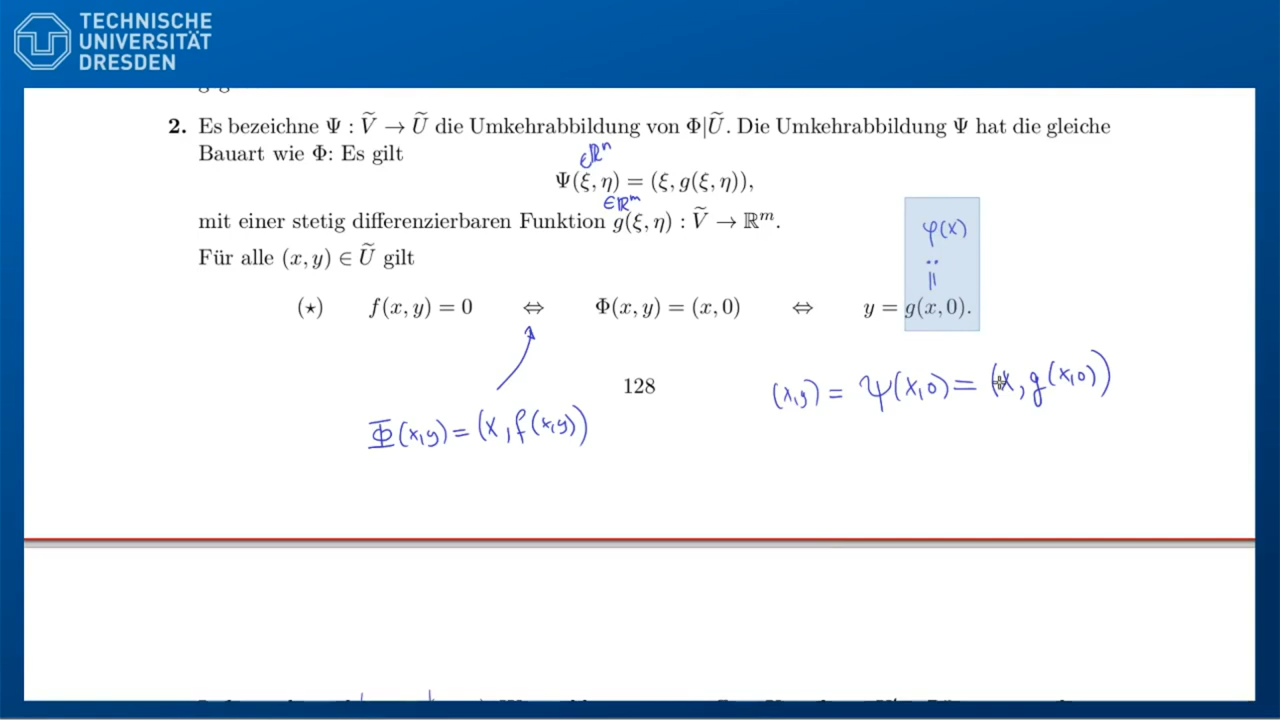 TECHNISCHE
UNIVERSITÄT
DRESDEN
2. Es bezeichne Ψ : Ṽ → Ũ die Umkehrabbildung von Φ|Ũ. Die Umkehrabbildung Ψ hat die gleiche
Bauart wie Φ: Es gilt
∈ℝⁿ
Ψ(ξ, η) = (ξ, g(ξ, η)),
∈ℝᵐ
mit einer stetig differenzierbaren Funktion g(ξ, η) : Ṽ → ℝᵐ.
φ(x)
Für alle (x, y) ∈ Ũ gilt
(⋆) f(x, y) = 0 ⇔ Φ(x, y) = (x, 0) ⇔ y = g(x, 0).
128
(x,y) = Ψ(x,0) = (x, g(x,0))
Φ(x,y) = (x, f(x,y))